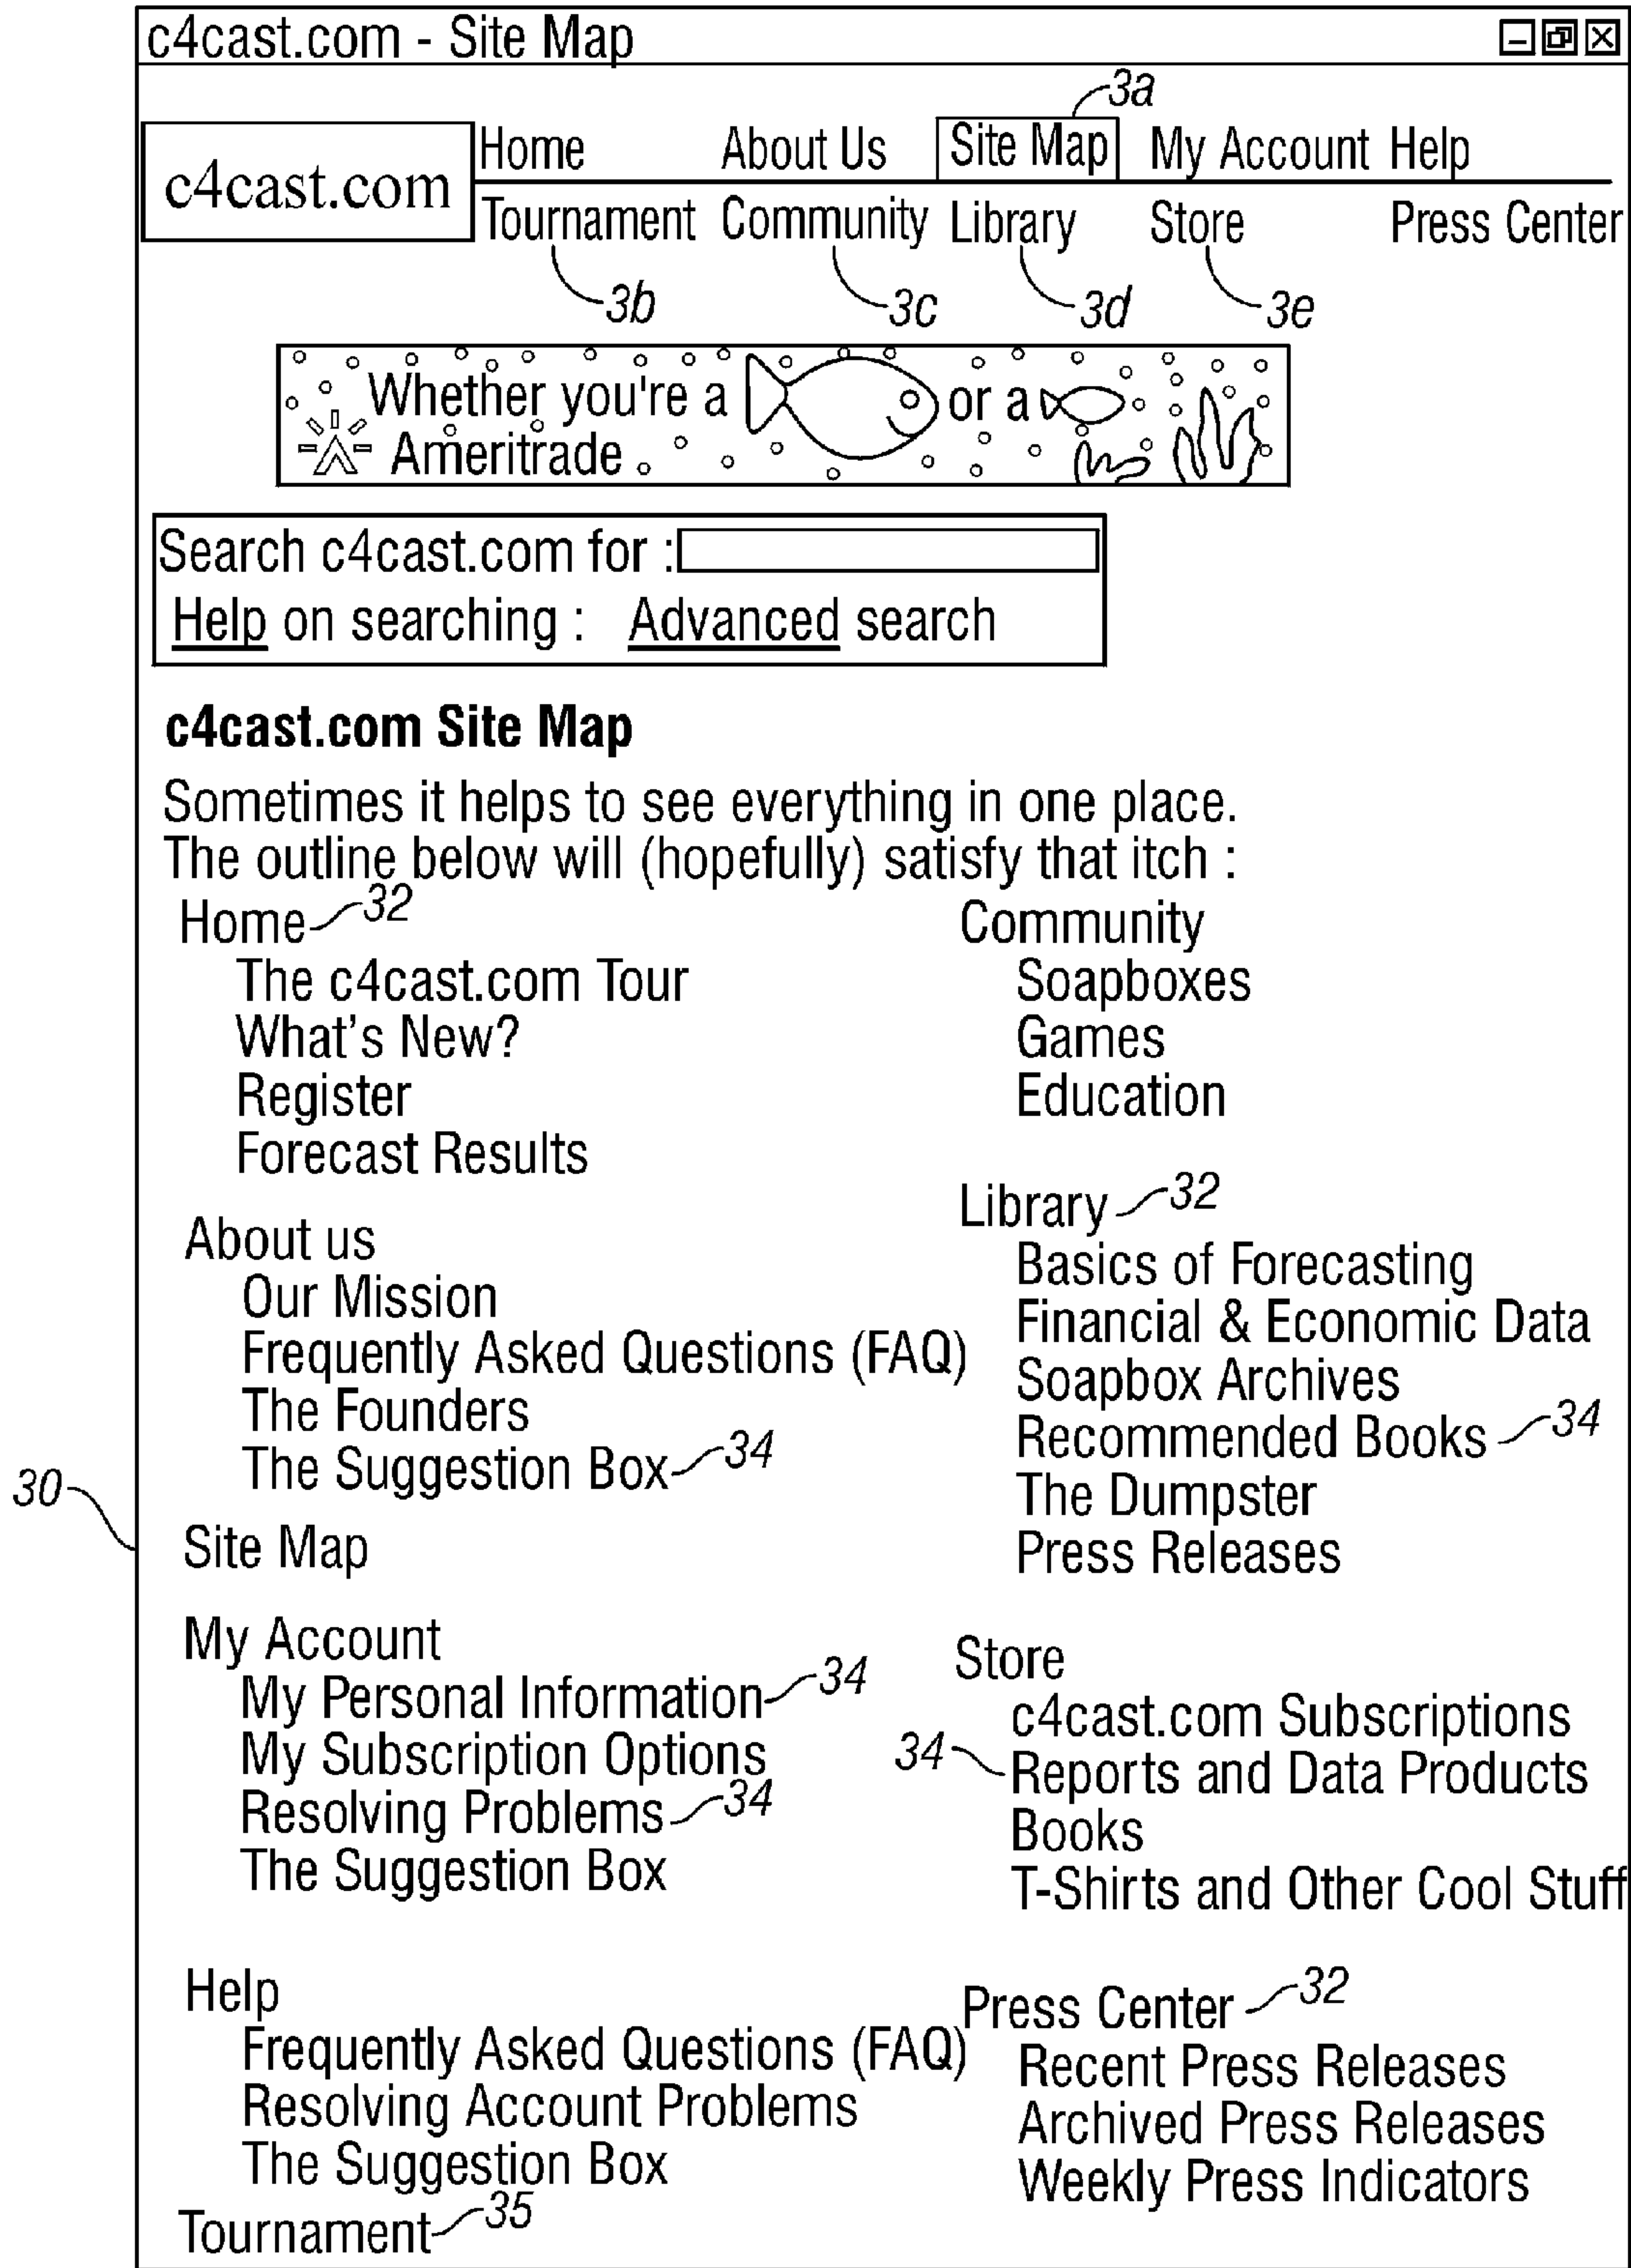 c4cast.com - Site Map
3a
c4cast.com
Home About Us Site Map My Account Help
Tournament Community Library Store Press Center
3b 3c 3d 3e
Whether you're a or a
Ameritrade
Search c4cast.com for :
Help on searching : Advanced search
c4cast.com Site Map
Sometimes it helps to see everything in one place.
The outline below will (hopefully) satisfy that itch :
Home 32
The c4cast.com Tour
What's New?
Register
Forecast Results
About us
Our Mission
Frequently Asked Questions (FAQ)
The Founders
The Suggestion Box 34
30
Site Map
My Account
My Personal Information 34
My Subscription Options
Resolving Problems 34
The Suggestion Box
Help
Frequently Asked Questions (FAQ)
Resolving Account Problems
The Suggestion Box
Tournament 35
Community
Soapboxes
Games
Education
Library 32
Basics of Forecasting
Financial & Economic Data
Soapbox Archives
Recommended Books 34
The Dumpster
Press Releases
Store
c4cast.com Subscriptions
34 Reports and Data Products
Books
T-Shirts and Other Cool Stuff
Press Center 32
Recent Press Releases
Archived Press Releases
Weekly Press Indicators